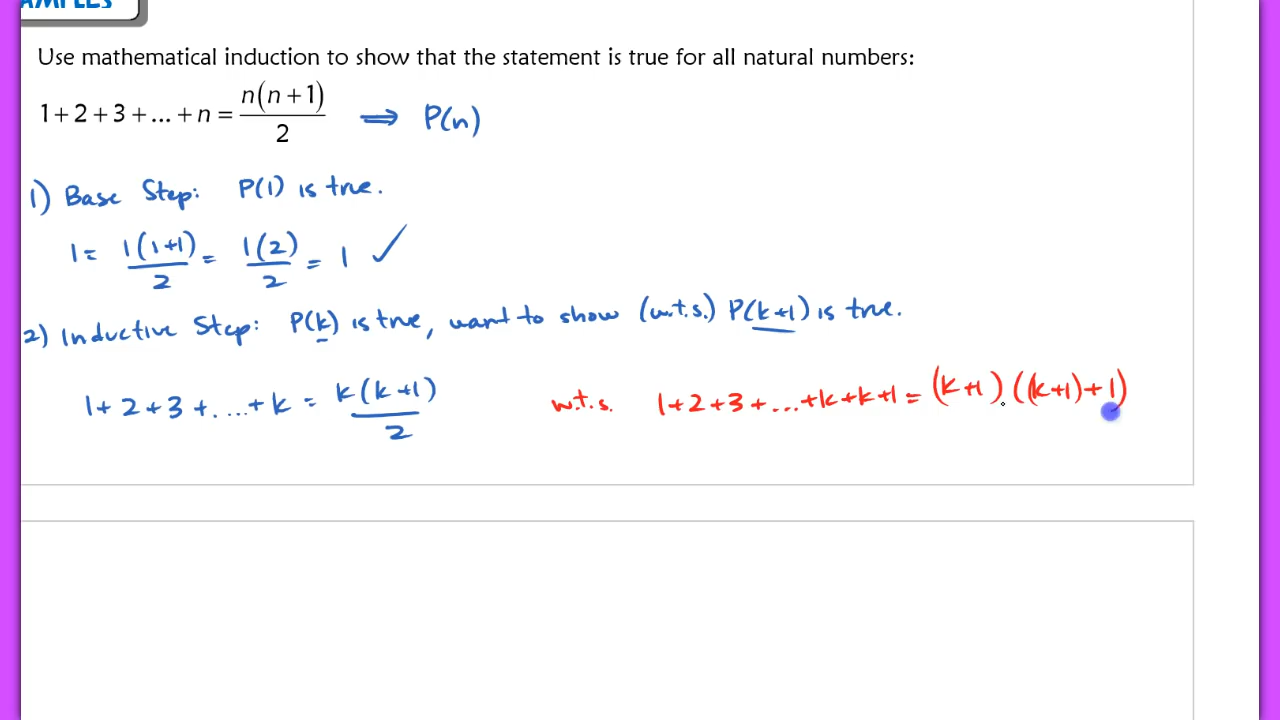 AMPLES
Use mathematical induction to show that the statement is true for all natural numbers:
1+2+3+...+n = n(n+1)/2 ⟹ P(n)
1) Base Step: P(1) is true.
1 = 1(1+1)/2 = 1(2)/2 = 1 ✓
2) Inductive Step: P(k) is true, want to show (w.t.s.) P(k+1) is true.
1+2+3+....+k = k(k+1)/2 w.t.s. 1+2+3+...+k+k+1 = (k+1)((k+1)+1)